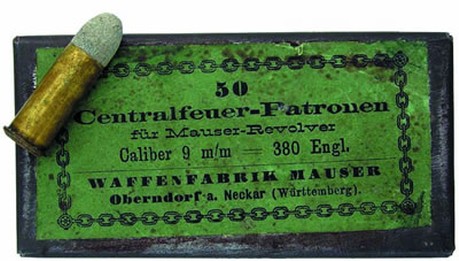 50
Centralfeuer-Patronen
für Mauser-Revolver
Caliber 9 m/m — 380 Engl.
WAFFENFABRIK MAUSER
Oberndorf a. Neckar (Württemberg).